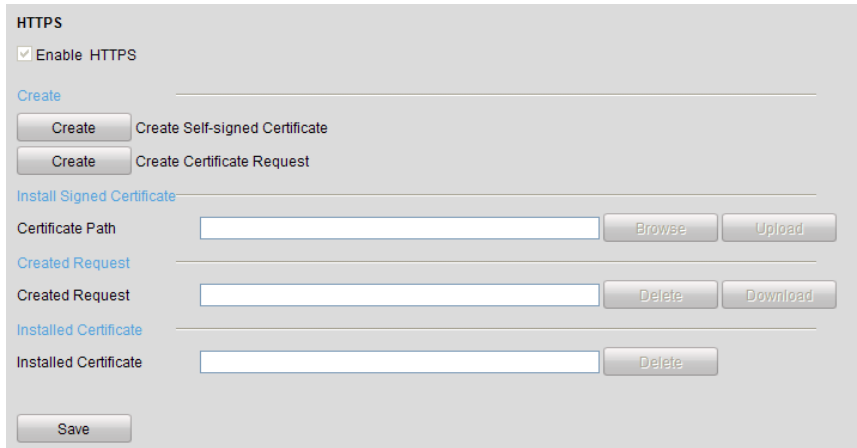 HTTPS
Enable HTTPS
Create
Create Create Self-signed Certificate
Create Create Certificate Request
Install Signed Certificate
Certificate Path Browse Upload
Created Request
Created Request Delete Download
Installed Certificate
Installed Certificate Delete
Save